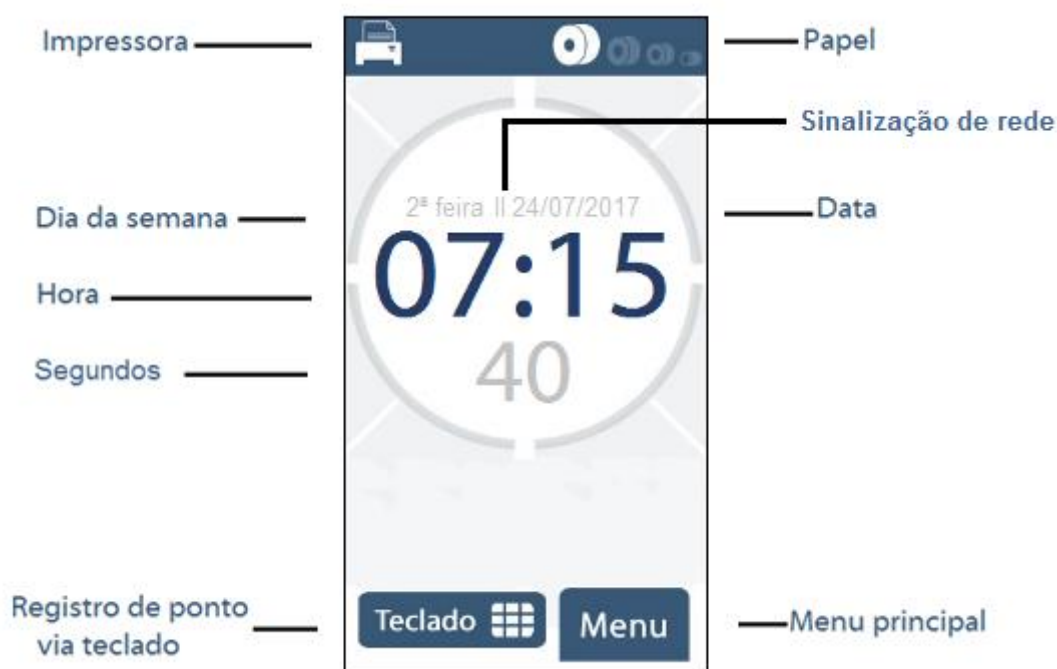 Impressora
Papel
Sinalização de rede
Dia da semana
2ª feira II 24/07/2017
Data
07:15
Hora
40
Segundos
Registro de ponto
via teclado
Teclado
Menu
Menu principal